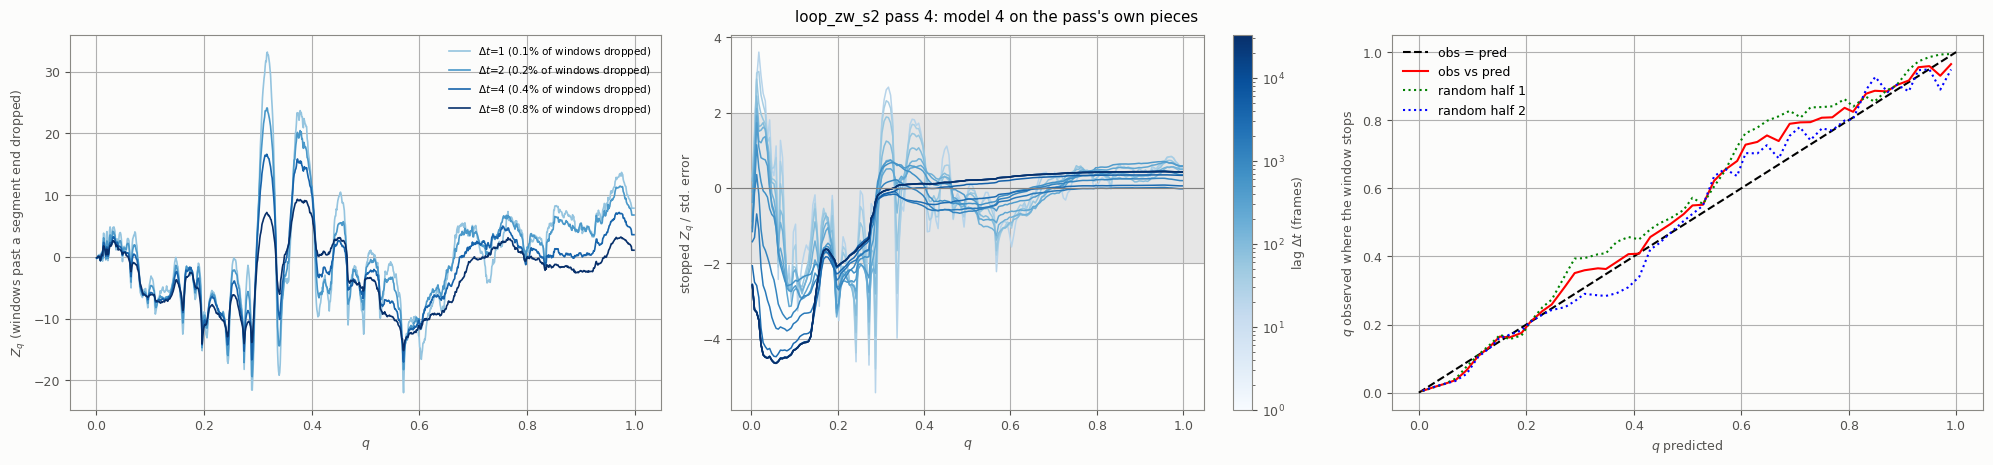 loop_zw_s2 pass 4: model 4 on the pass's own pieces
Z_q (windows past a segment end dropped)
30
20
10
0
−10
−20
0.0 0.2 0.4 0.6 0.8 1.0
q
Δt=1 (0.1% of windows dropped)
Δt=2 (0.2% of windows dropped)
Δt=4 (0.4% of windows dropped)
Δt=8 (0.8% of windows dropped)
stopped Z_q / std. error
4
2
0
−2
−4
0.0 0.2 0.4 0.6 0.8 1.0
q
10^4
10^3
10^2
10^1
10^0
lag Δt (frames)
q observed where the window stops
1.0
0.8
0.6
0.4
0.2
0.0
0.0 0.2 0.4 0.6 0.8 1.0
q predicted
obs = pred
obs vs pred
random half 1
random half 2